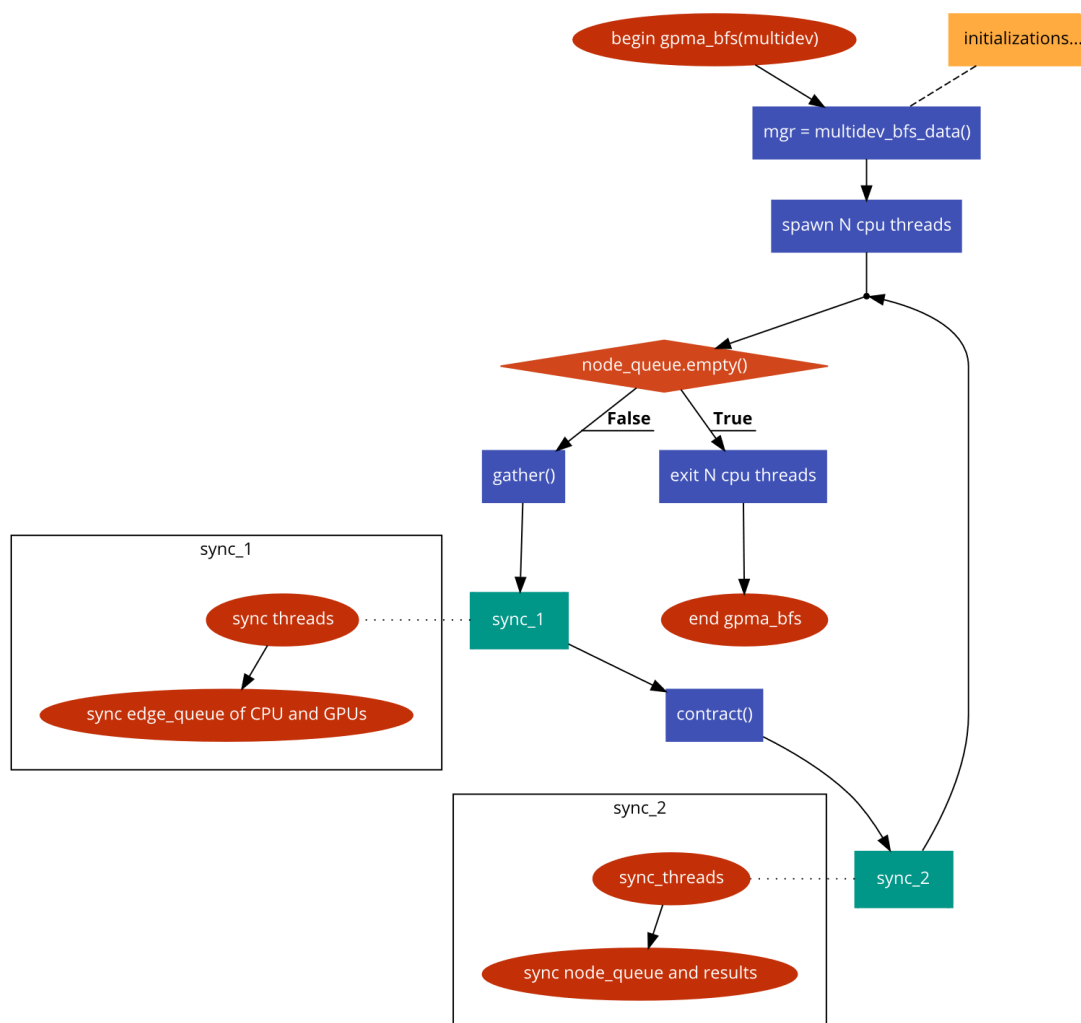 begin gpma_bfs(multidev)
initializations...
mgr = multidev_bfs_data()
spawn N cpu threads
node_queue.empty()
False
True
gather()
exit N cpu threads
sync_1
sync threads
sync_1
end gpma_bfs
sync edge_queue of CPU and GPUs
contract()
sync_2
sync_threads
sync_2
sync node_queue and results